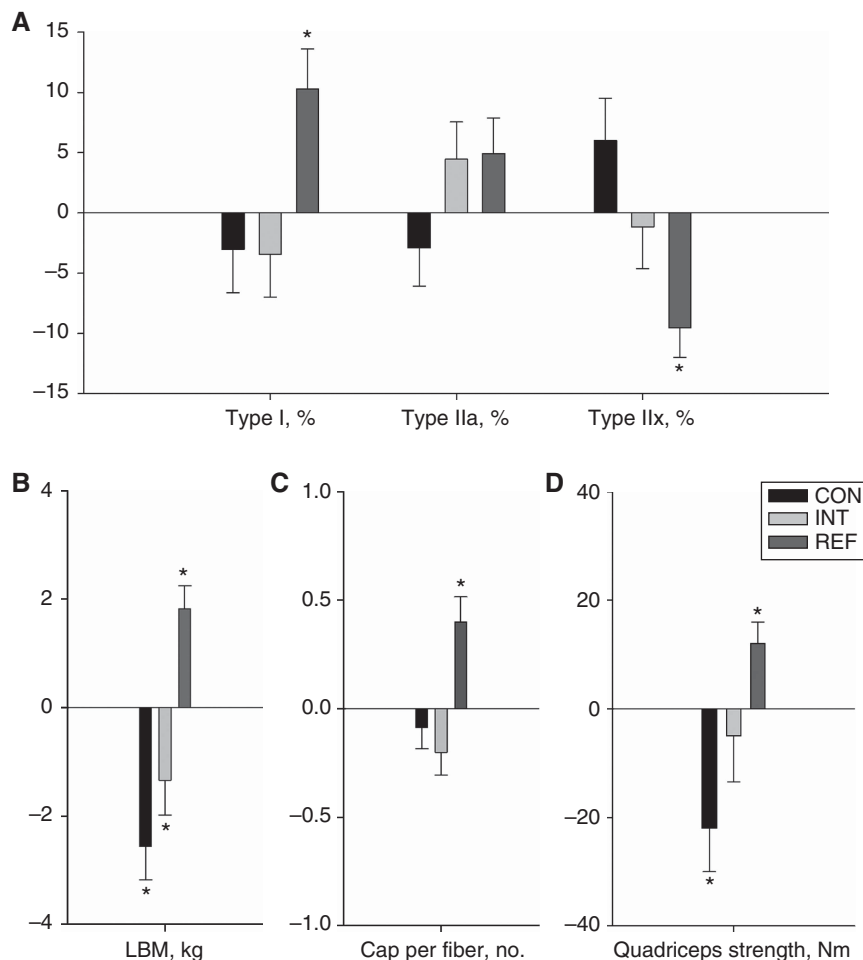 A
15
*
10
5
0
–5
–10
*
–15
Type I, %
Type IIa, %
Type IIx, %
B
4
*
2
0
–2
*
*
–4
LBM, kg
C
1.0
*
0.5
0.0
–0.5
–1.0
Cap per fiber, no.
D
40
CON
INT
REF
20
*
0
–20
*
–40
Quadriceps strength, Nm